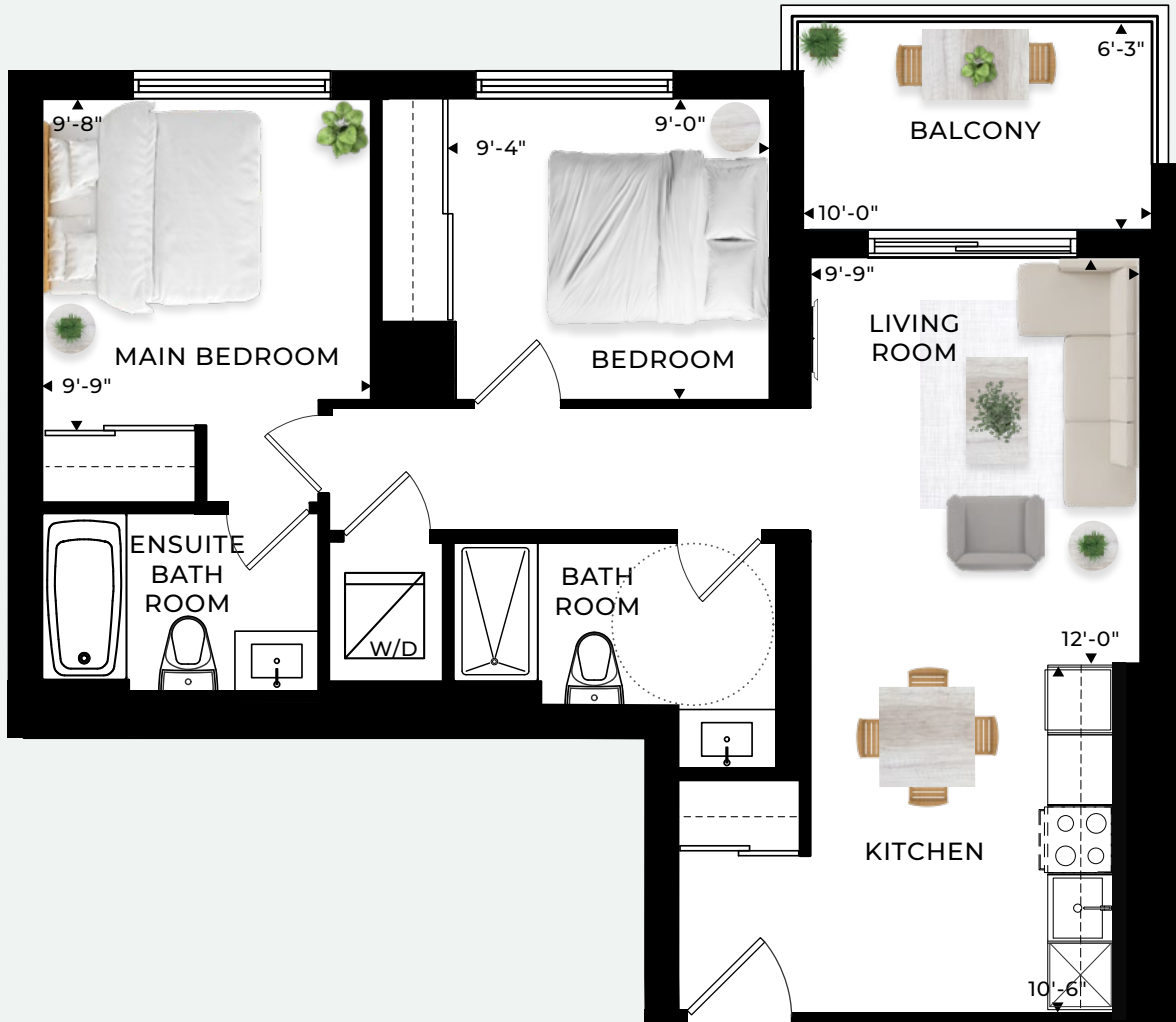 6'-3"
9'-8"
9'-0"
BALCONY
9'-4"
10'-0"
9'-9"
LIVING
ROOM
MAIN BEDROOM
BEDROOM
9'-9"
ENSUITE
BATH
ROOM
BATH
ROOM
W/D
12'-0"
KITCHEN
10'-6"